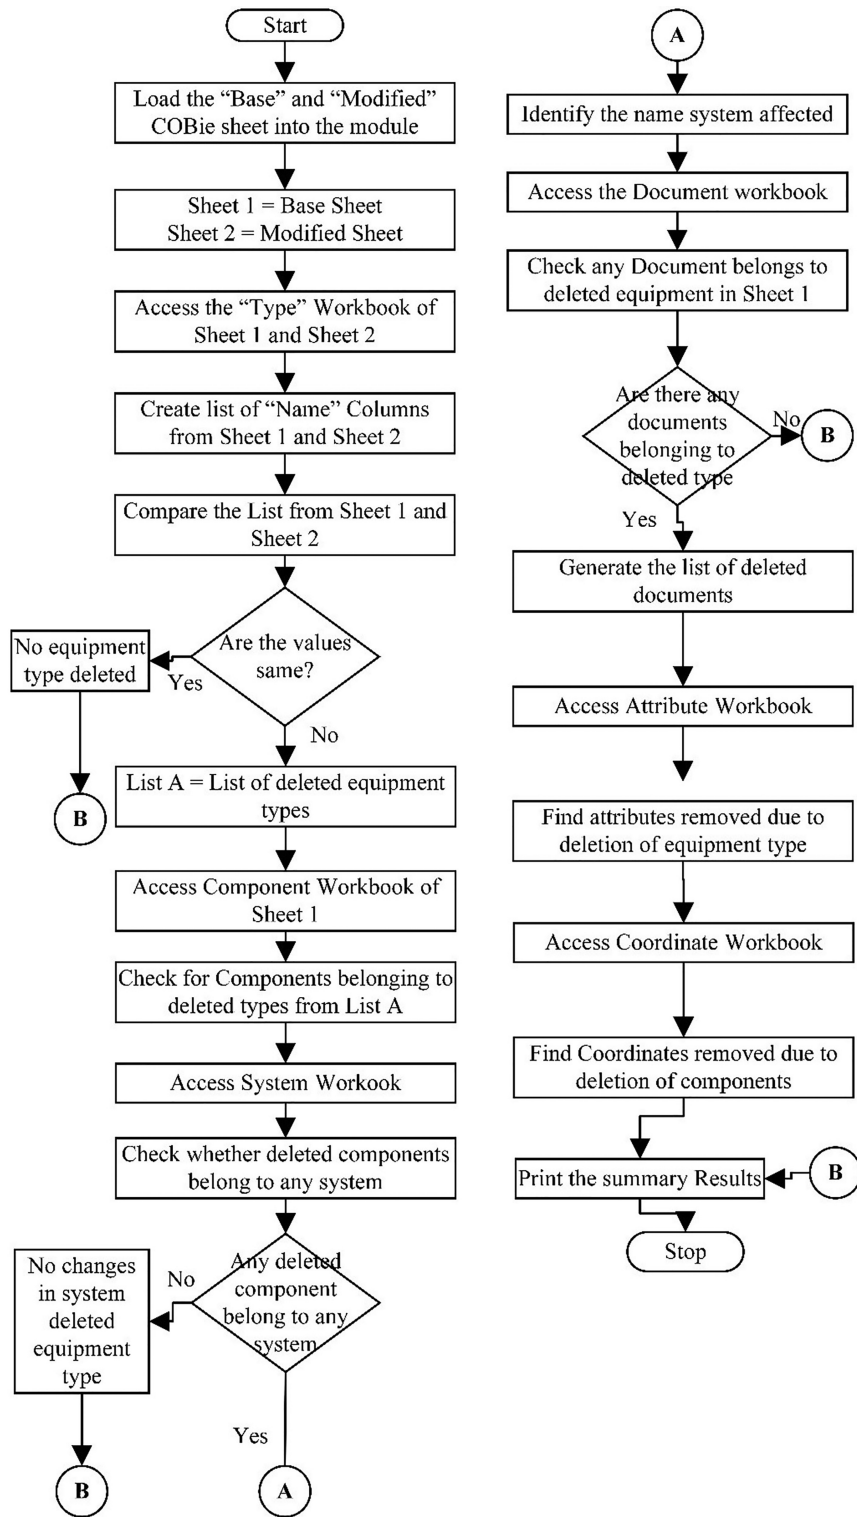 Start
Load the “Base” and “Modified”
COBie sheet into the module
Sheet 1 = Base Sheet
Sheet 2 = Modified Sheet
Access the “Type” Workbook of
Sheet 1 and Sheet 2
Create list of “Name” Columns
from Sheet 1 and Sheet 2
Compare the List from Sheet 1 and
Sheet 2
Are the values
same?
Yes
No equipment
type deleted
B
No
List A = List of deleted equipment
types
Access Component Workbook of
Sheet 1
Check for Components belonging to
deleted types from List A
Access System Workook
Check whether deleted components
belong to any system
Any deleted
component
belong to any
system
No
No changes
in system
deleted
equipment
type
B
Yes
A
A
Identify the name system affected
Access the Document workbook
Check any Document belongs to
deleted equipment in Sheet 1
Are there any
documents
belonging to
deleted type
No
B
Yes
Generate the list of deleted
documents
Access Attribute Workbook
Find attributes removed due to
deletion of equipment type
Access Coordinate Workbook
Find Coordinates removed due to
deletion of components
Print the summary Results
B
Stop